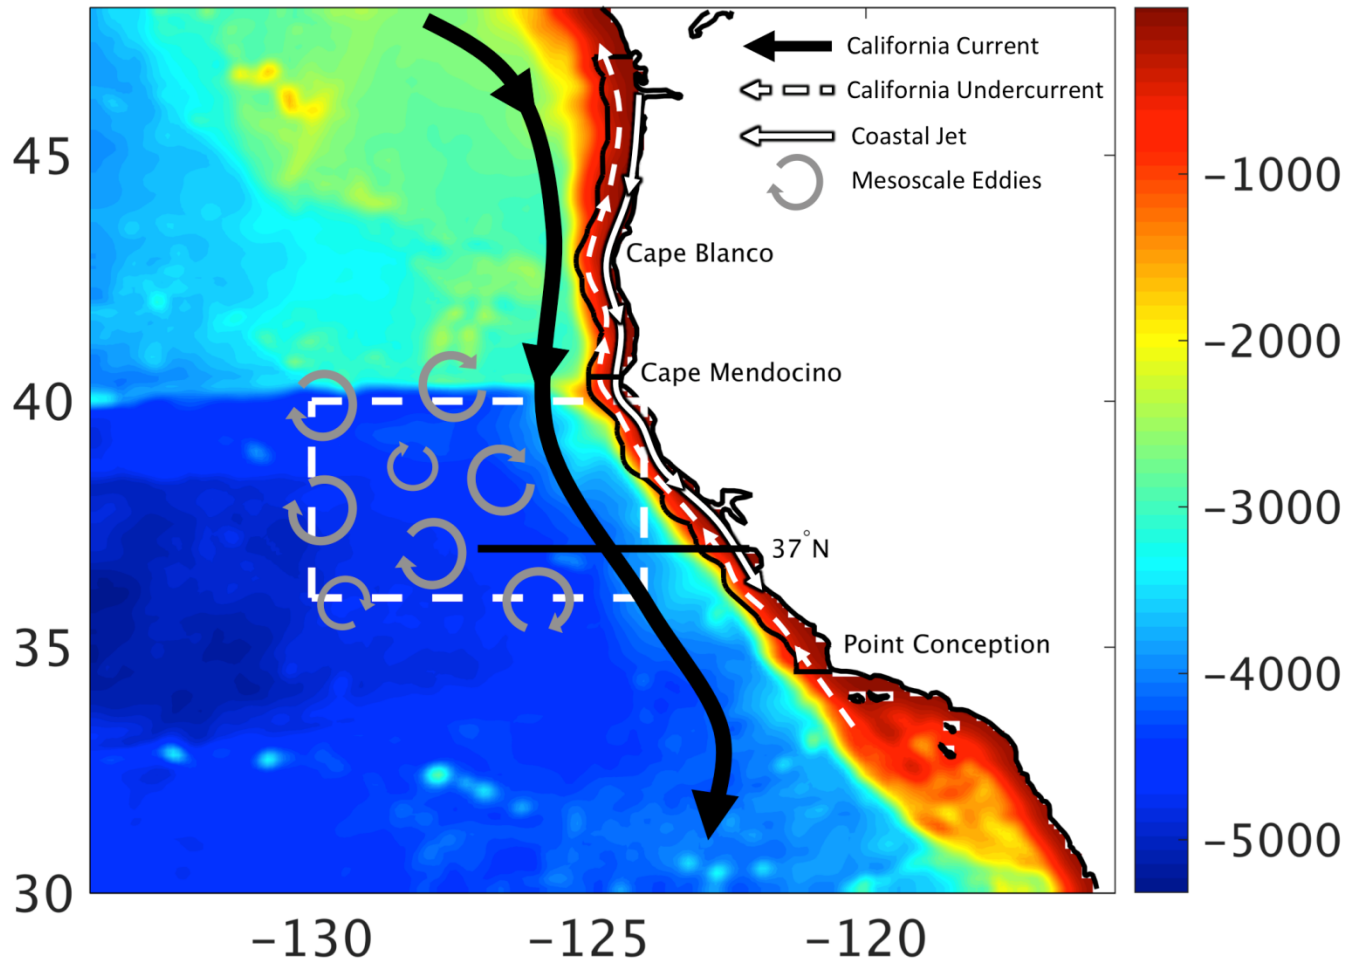 California Current
California Undercurrent
Coastal Jet
Mesoscale Eddies
Cape Blanco
Cape Mendocino
37°N
Point Conception
45
40
35
30
-130
-125
-120
-1000
-2000
-3000
-4000
-5000